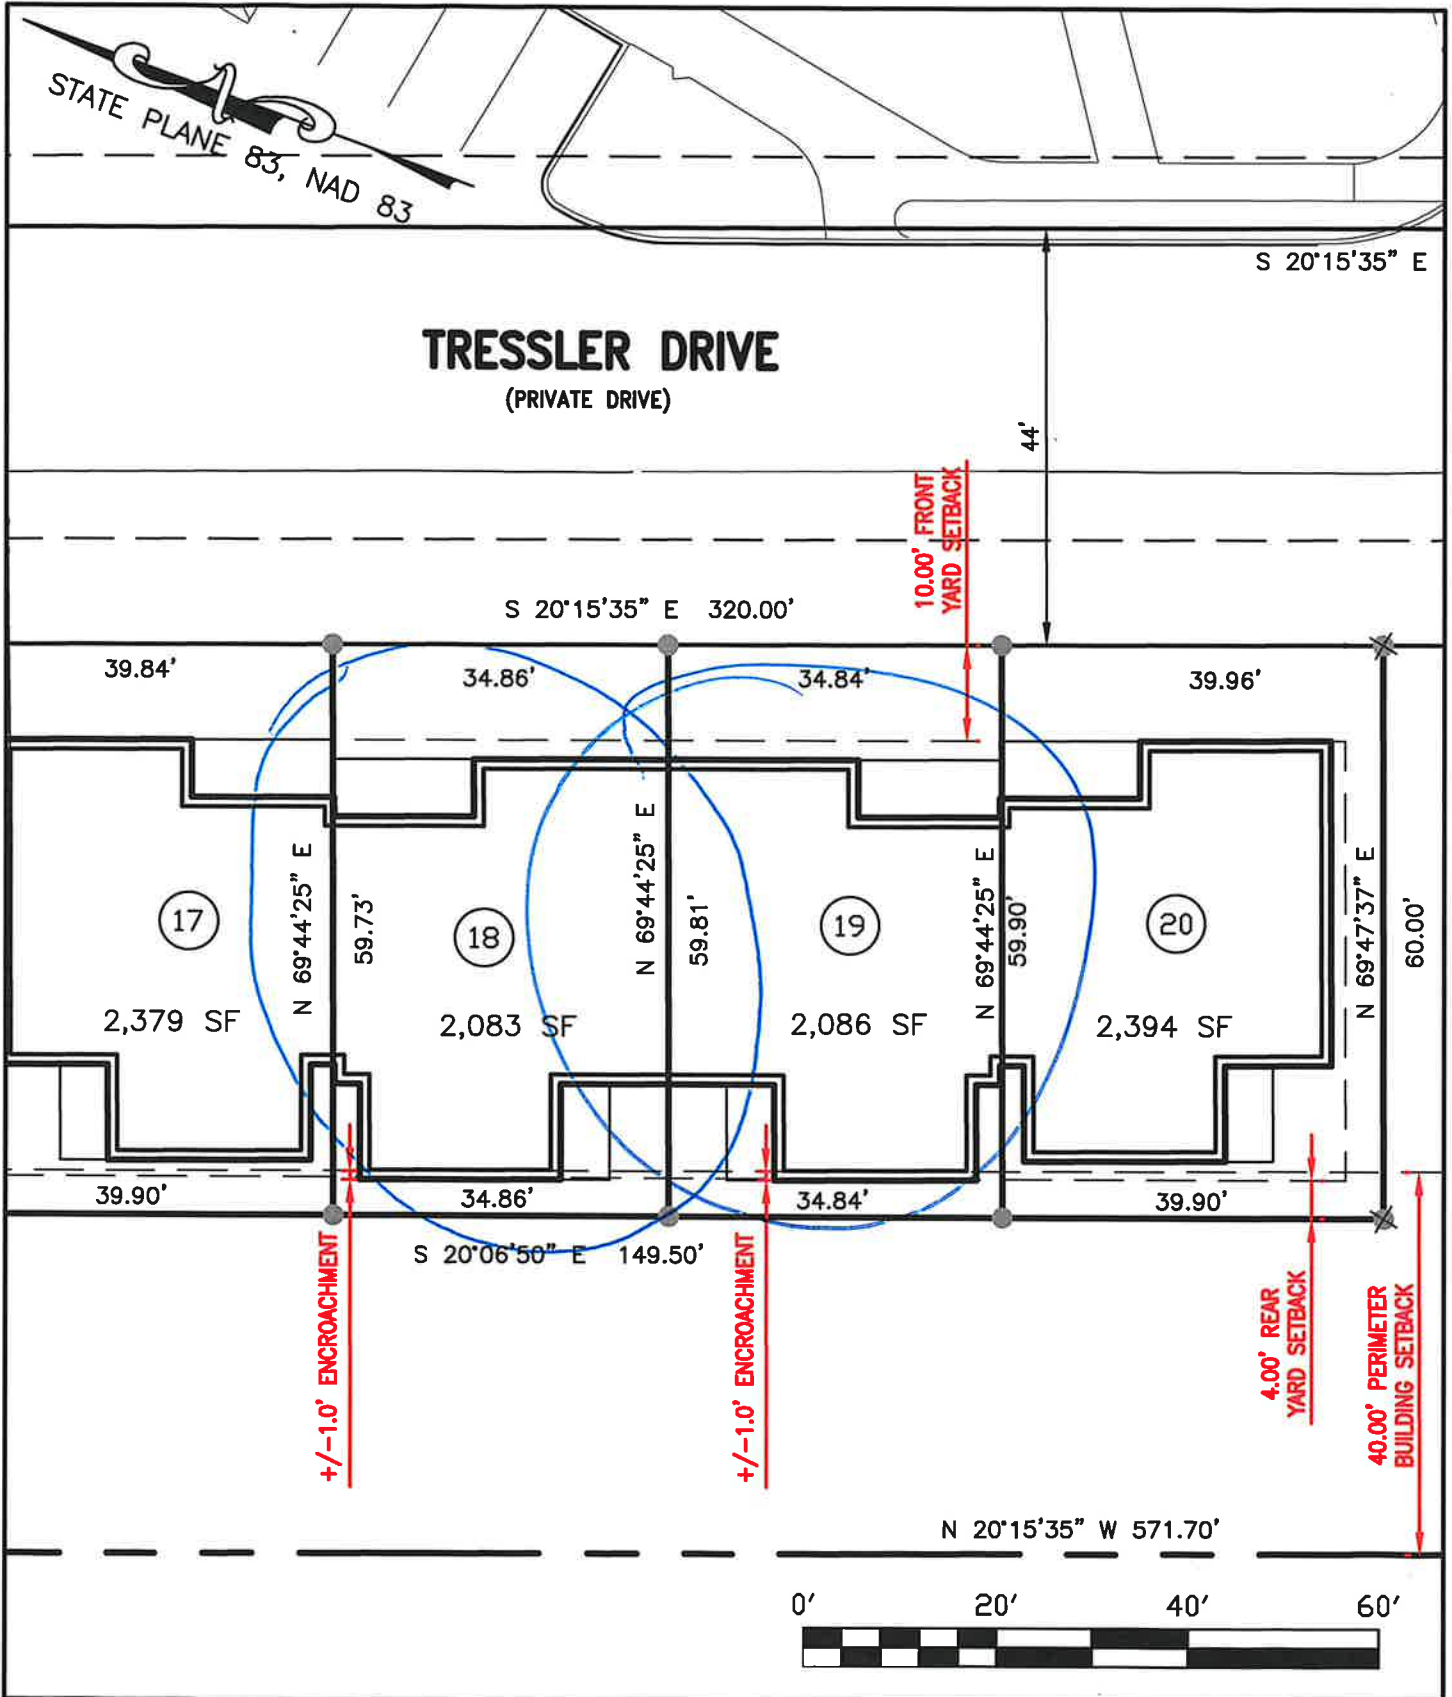 STATE PLANE 83, NAD 83
S 20°15'35" E
TRESSLER DRIVE
(PRIVATE DRIVE)
44'
10.00' FRONT
YARD SETBACK
S 20°15'35" E 320.00'
39.84'
34.86'
34.84'
39.96'
17
2,379 SF
N 69°44'25" E
59.73'
18
2,083 SF
N 69°44'25" E
59.81'
19
2,086 SF
N 69°44'25" E
59.90'
20
2,394 SF
N 69°47'37" E
60.00'
39.90'
34.86'
34.84'
39.90'
S 20°06'50" E 149.50'
+/-1.0' ENCROACHMENT
+/-1.0' ENCROACHMENT
4.00' REAR
YARD SETBACK
40.00' PERIMETER
BUILDING SETBACK
N 20°15'35" W 571.70'
0' 20' 40' 60'